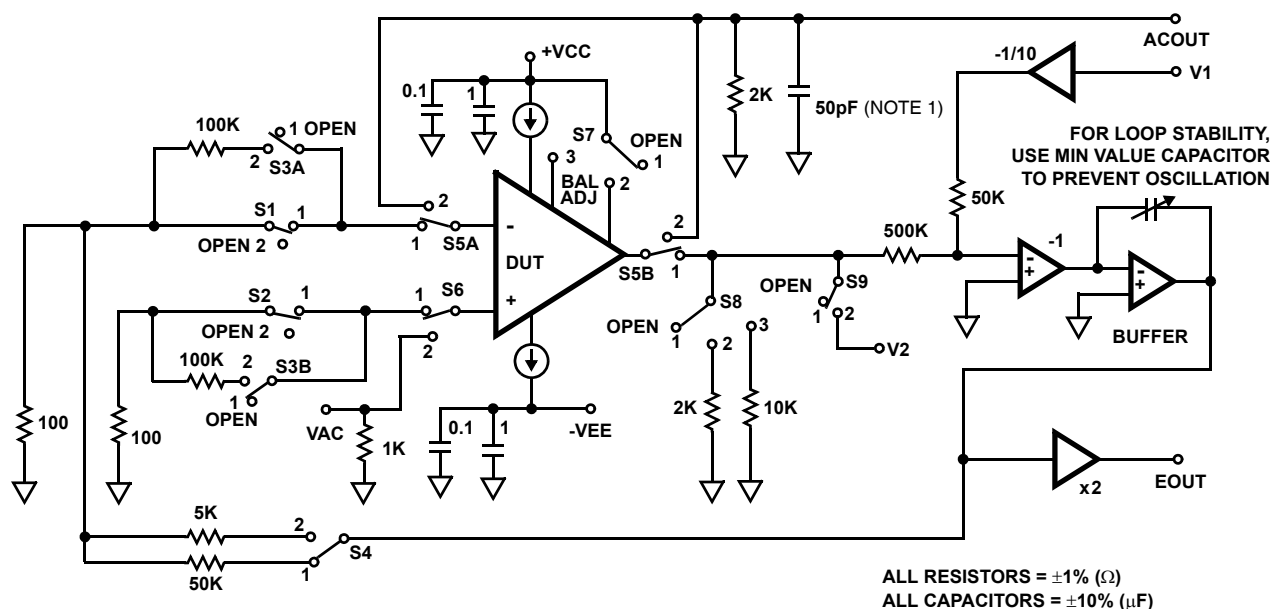 ACOUT
+VCC
-1/10
V1
0.1
1
2K
50pF (NOTE 1)
100K
1 OPEN
2
S3A
S7
OPEN
1
FOR LOOP STABILITY,
USE MIN VALUE CAPACITOR
TO PREVENT OSCILLATION
3
BAL
ADJ
2
50K
S1
1
OPEN 2
2
1
S5A
-
DUT
+
2
S5B
1
500K
-1
-
+
-
+
BUFFER
S2
1
OPEN 2
1
S6
2
100K
2
S3B
1
OPEN
S8
OPEN
1
2
3
OPEN
S9
1
2
V2
100
100
VAC
1K
0.1
1
-VEE
2K
10K
x2
EOUT
5K
2
S4
50K
1
ALL RESISTORS = ±1% (Ω)
ALL CAPACITORS = ±10% (μF)